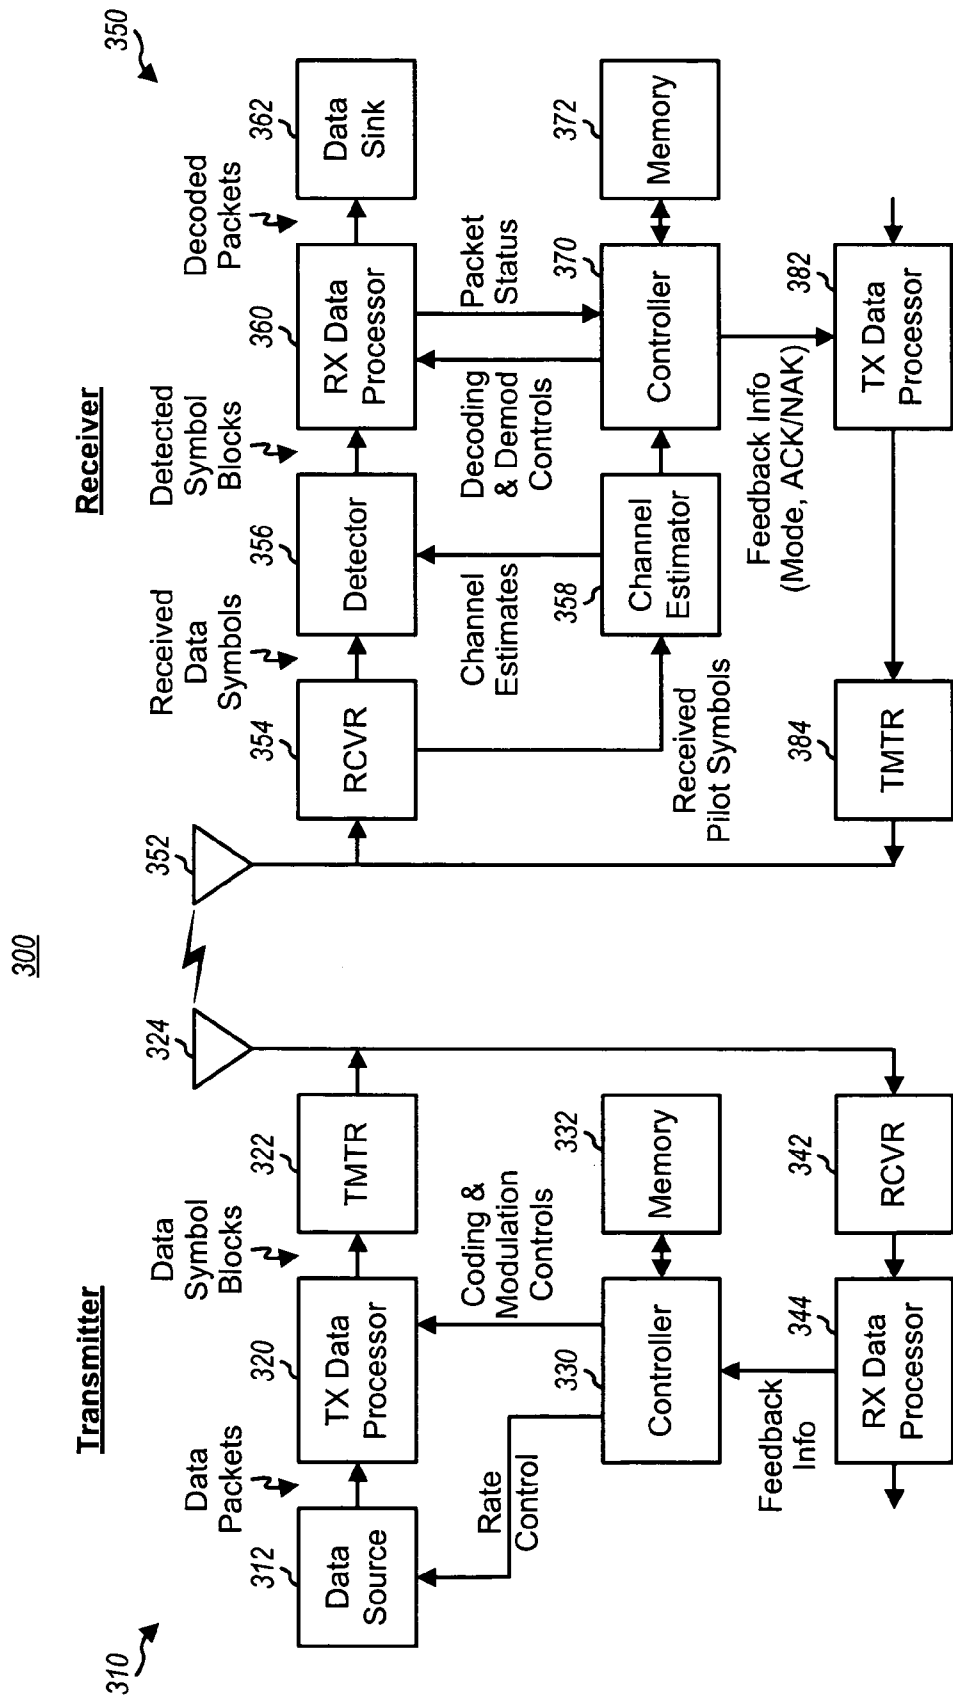 300
Transmitter
Receiver
310
350
312
Data
Source
Data
Packets
320
TX Data
Processor
Data
Symbol
Blocks
322
TMTR
324
352
354
RCVR
Received
Data
Symbols
356
Detector
Detected
Symbol
Blocks
360
RX Data
Processor
Decoded
Packets
362
Data
Sink
Rate
Control
Coding &
Modulation
Controls
Channel
Estimates
Decoding
& Demod
Controls
Packet
Status
330
Controller
332
Memory
Received
Pilot Symbols
358
Channel
Estimator
370
Controller
372
Memory
Feedback
Info
Feedback Info
(Mode, ACK/NAK)
344
RX Data
Processor
342
RCVR
384
TMTR
382
TX Data
Processor